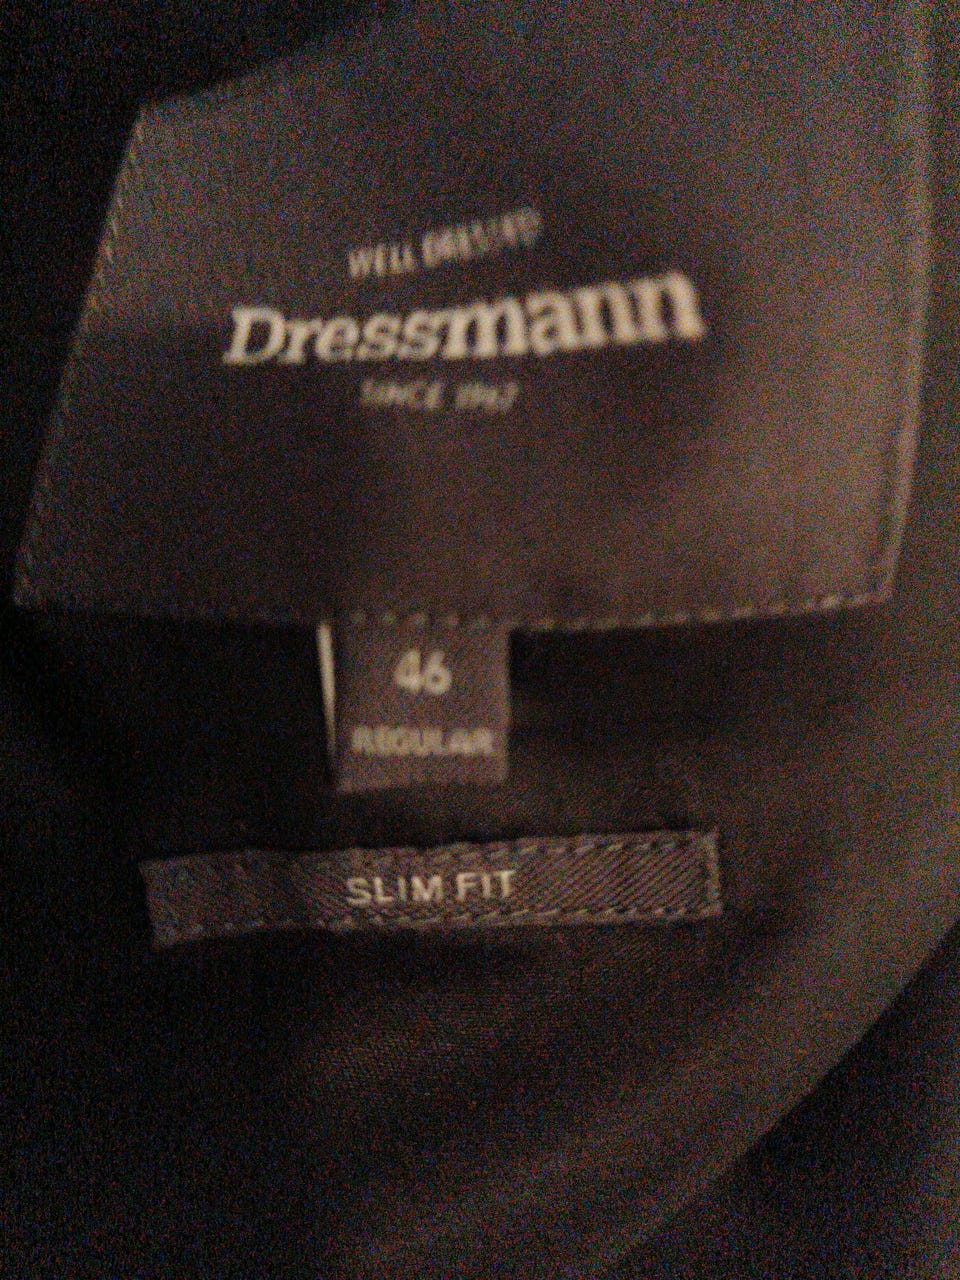 WELL DRESSED
Dressmann
SINCE 1967
46
REGULAR
SLIM FIT